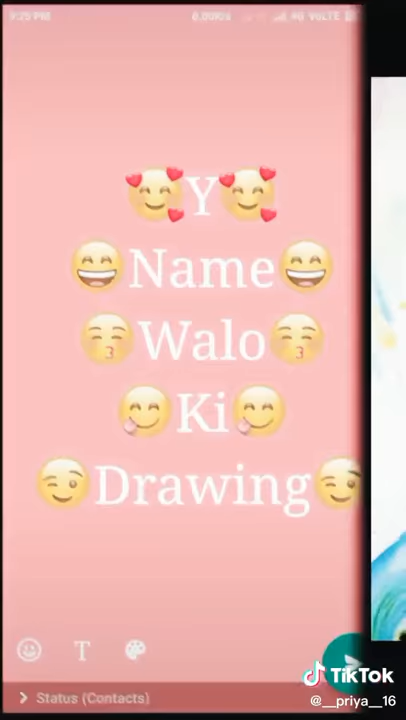 🥰Y🥰
😄Name😄
😚Walo😚
😋Ki😋
😉Drawing😉
T
Status (Contacts)
TikTok
@__priya__16